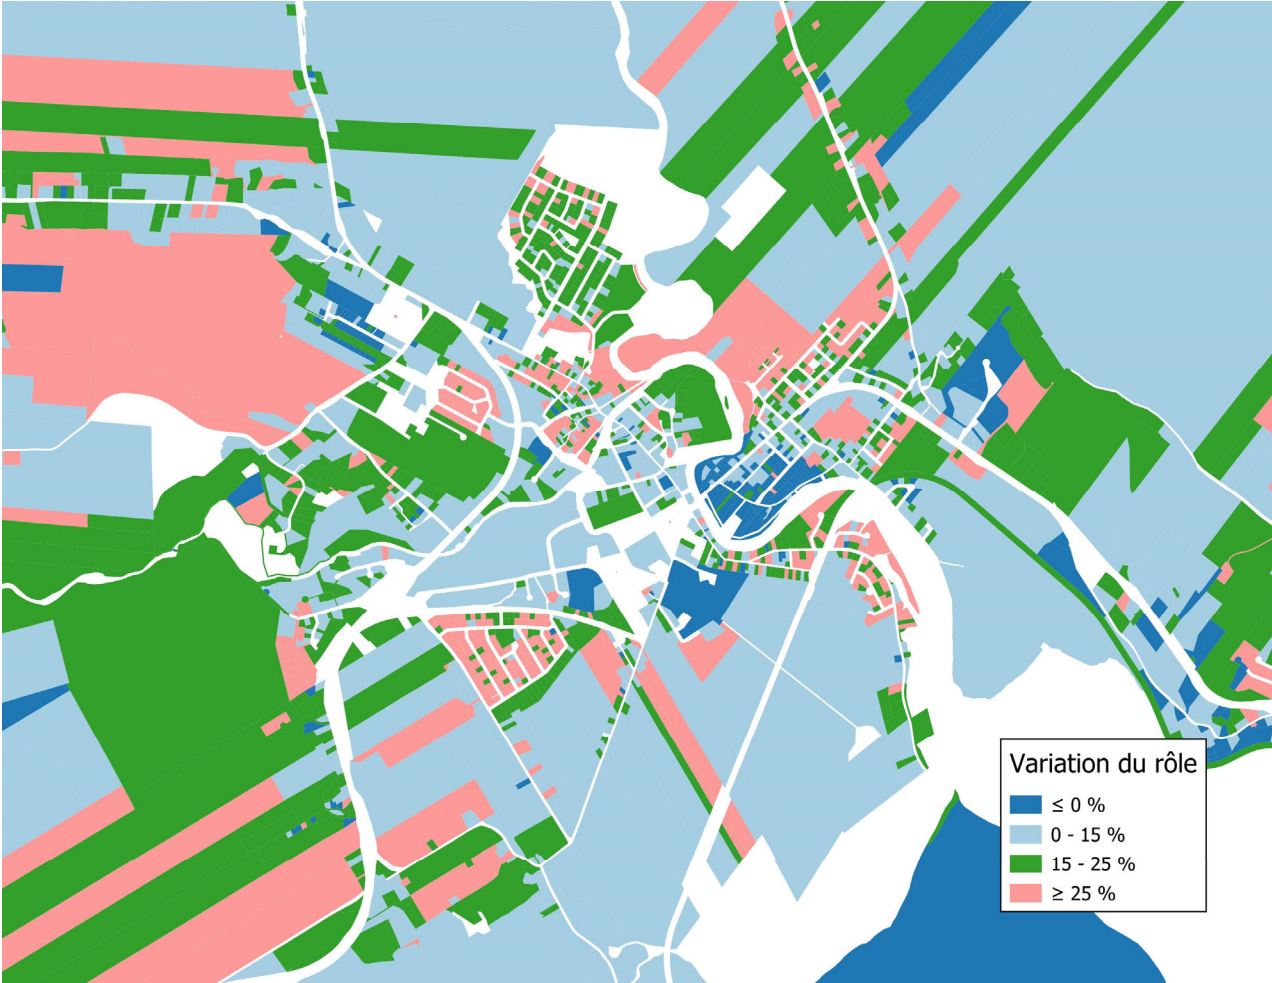 Variation du rôle
≤ 0 %
0 - 15 %
15 - 25 %
≥ 25 %